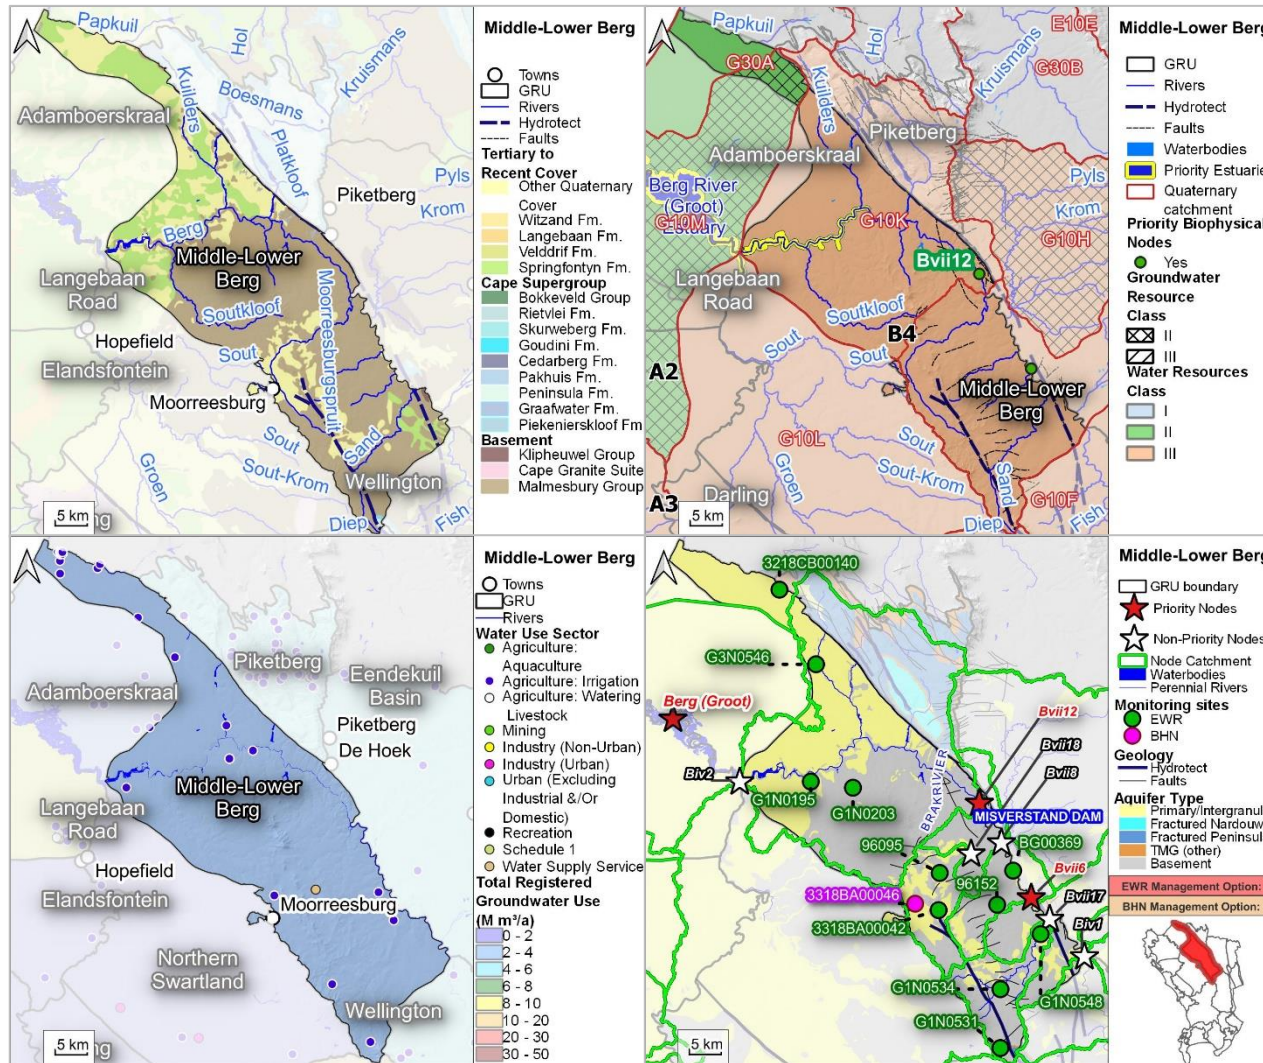 Papkuil
Hol
Kuilders
Boesmans
Kruismans
Platkloof
Adamboerskraal
Piketberg
Pyls
Krom
Berg
Middle-Lower
Berg
Langebaan
Road
Moorreesburgspruit
Soutkloof
Hopefield
Sout
Elandsfontein
Moorreesburg
Sout
Sand
Groen
Sout-Krom
Wellington
ng
5 km
Diep
Fish
Middle-Lower Berg
Towns
GRU
Rivers
Hydrotect
Faults
Tertiary to
Recent Cover
Other Quaternary
Cover
Witzand Fm.
Langebaan Fm.
Velddrif Fm.
Springfontyn Fm.
Cape Supergroup
Bokkeveld Group
Rietvlei Fm.
Skurweberg Fm.
Goudini Fm.
Cedarberg Fm.
Pakhuis Fm.
Peninsula Fm.
Graafwater Fm.
Piekenierskloof Fm
Basement
Klipheuwel Group
Cape Granite Suite
Malmesbury Group
Papkuil
Hol
E10E
G30A
G30B
Kuilders
Kruismans
Piketberg
Adamboerskraal
Berg River
(Groot)
Estuary
G10M
G10K
Pyls
Krom
G10H
Bvii12
Langebaan
Road
Soutkloof
Sout
B4
Sout
A2
Middle-Lower
Berg
G10L
Sout
Sout-Krom
Groen
Sand
G10F
Darling
A3
5 km
Diep
Fish
Middle-Lower Berg
GRU
Rivers
Hydrotect
Faults
Waterbodies
Priority Estuarie
Quaternary
catchment
Priority Biophysical
Nodes
Yes
Groundwater
Resource
Class
II
III
Water Resources
Class
I
II
III
Piketberg
Eendekuil
Basin
Adamboerskraal
Piketberg
De Hoek
Middle-Lower
Berg
Langebaan
Road
Hopefield
Elandsfontein
Moorreesburg
Northern
Swartland
Wellington
ng
5 km
Middle-Lower Berg
Towns
GRU
Rivers
Water Use Sector
Agriculture:
Aquaculture
Agriculture: Irrigation
Agriculture: Watering
Livestock
Mining
Industry (Non-Urban)
Industry (Urban)
Urban (Excluding
Industrial &/Or
Domestic)
Recreation
Schedule 1
Water Supply Service
Total Registered
Groundwater Use
(M m³/a)
0 - 2
2 - 4
4 - 6
6 - 8
8 - 10
10 - 20
20 - 30
30 - 50
3218CB00140
G3N0546
Berg (Groot)
Bvii12
Biv2
Bvii18
Bvii8
G1N0195
G1N0203
BRAKRIVIER
MISVERSTAND DAM
96095
BG00369
96152
Bvii6
3318BA00046
Bvii17
3318BA00042
Biv1
G1N0534
G1N0548
G1N0531
5 km
Middle-Lower Berg
GRU boundary
Priority Nodes
Non-Priority Nodes
Node Catchment
Waterbodies
Perennial Rivers
Monitoring sites
EWR
BHN
Geology
Hydrotect
Faults
Aquifer Type
Primary/Intergranul
Fractured Nardouw
Fractured Peninsul
TMG (other)
Basement
EWR Management Option:
BHN Management Option: